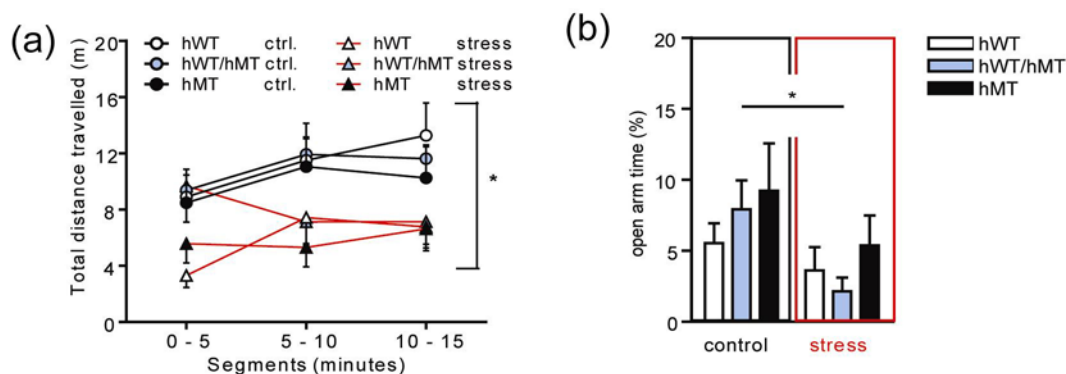 (a)
Total distance travelled (m)
20
16
12
8
4
0
hWT ctrl. hWT stress
hWT/hMT ctrl. hWT/hMT stress
hMT ctrl. hMT stress
*
0 - 5 5 - 10 10 - 15
Segments (minutes)
(b)
open arm time (%)
20
15
10
5
0
*
control stress
hWT
hWT/hMT
hMT